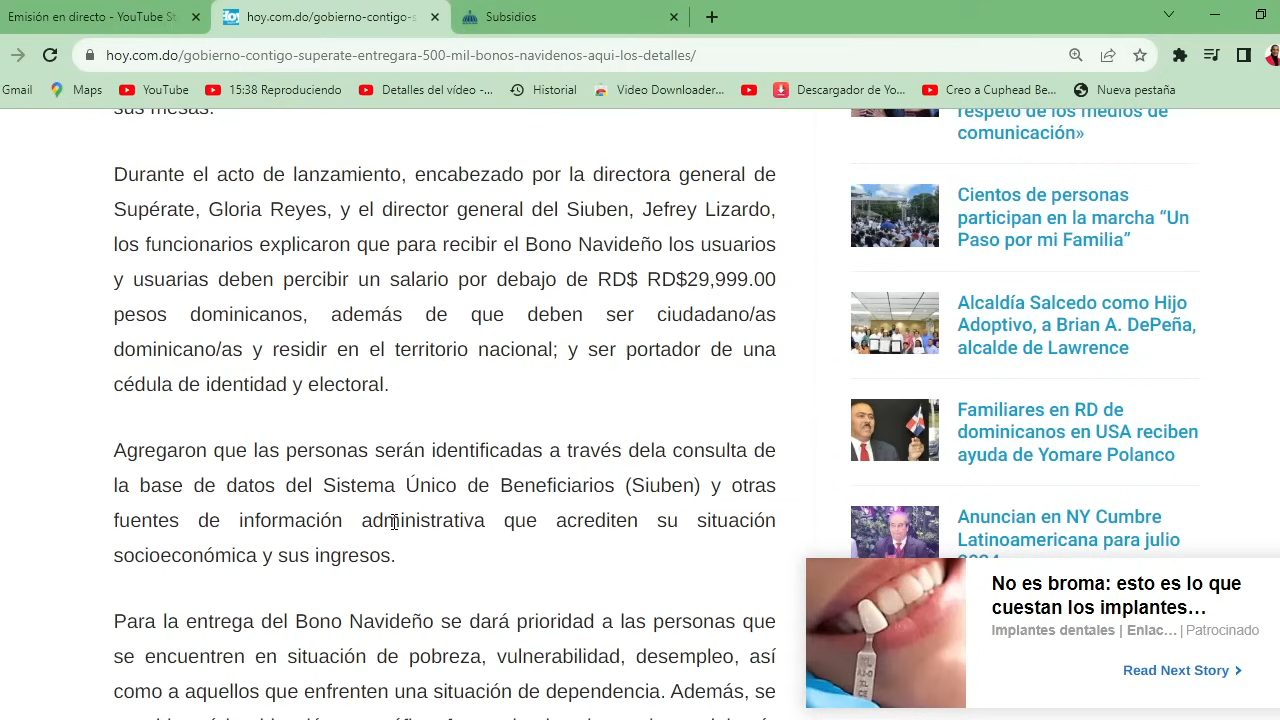 Emisión en directo - YouTube St
hoy.com.do/gobierno-contigo-s
Subsidios
hoy.com.do/gobierno-contigo-superate-entregara-500-mil-bonos-navidenos-aqui-los-detalles/
Gmail
Maps
YouTube
15:38 Reproduciendo
Detalles del vídeo -...
Historial
Video Downloader...
Descargador de Yo...
Creo a Cuphead Be...
Nueva pestaña
sus mesas.
Durante el acto de lanzamiento, encabezado por la directora general de
Supérate, Gloria Reyes, y el director general del Siuben, Jefrey Lizardo,
los funcionarios explicaron que para recibir el Bono Navideño los usuarios
y usuarias deben percibir un salario por debajo de RD$ RD$29,999.00
pesos dominicanos, además de que deben ser ciudadano/as
dominicano/as y residir en el territorio nacional; y ser portador de una
cédula de identidad y electoral.
Agregaron que las personas serán identificadas a través dela consulta de
la base de datos del Sistema Único de Beneficiarios (Siuben) y otras
fuentes de información administrativa que acrediten su situación
socioeconómica y sus ingresos.
Para la entrega del Bono Navideño se dará prioridad a las personas que
se encuentren en situación de pobreza, vulnerabilidad, desempleo, así
como a aquellos que enfrenten una situación de dependencia. Además, se
respeto de los medios de
comunicación»
Cientos de personas
participan en la marcha “Un
Paso por mi Familia”
Alcaldía Salcedo como Hijo
Adoptivo, a Brian A. DePeña,
alcalde de Lawrence
Familiares en RD de
dominicanos en USA reciben
ayuda de Yomare Polanco
Anuncian en NY Cumbre
Latinoamericana para julio
No es broma: esto es lo que
cuestan los implantes...
Implantes dentales | Enlac... | Patrocinado
Read Next Story